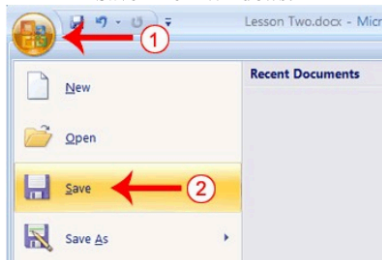 Lesson Two.docx - Micr
1
New
Recent Documents
Open
Save
2
Save As